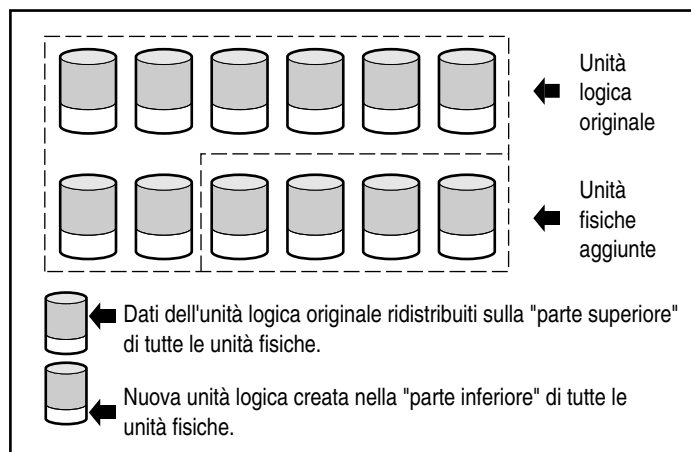 Unità
logica
originale
Unità
fisiche
aggiunte
Dati dell'unità logica originale ridistribuiti sulla "parte superiore"
di tutte le unità fisiche.
Nuova unità logica creata nella "parte inferiore" di tutte le
unità fisiche.